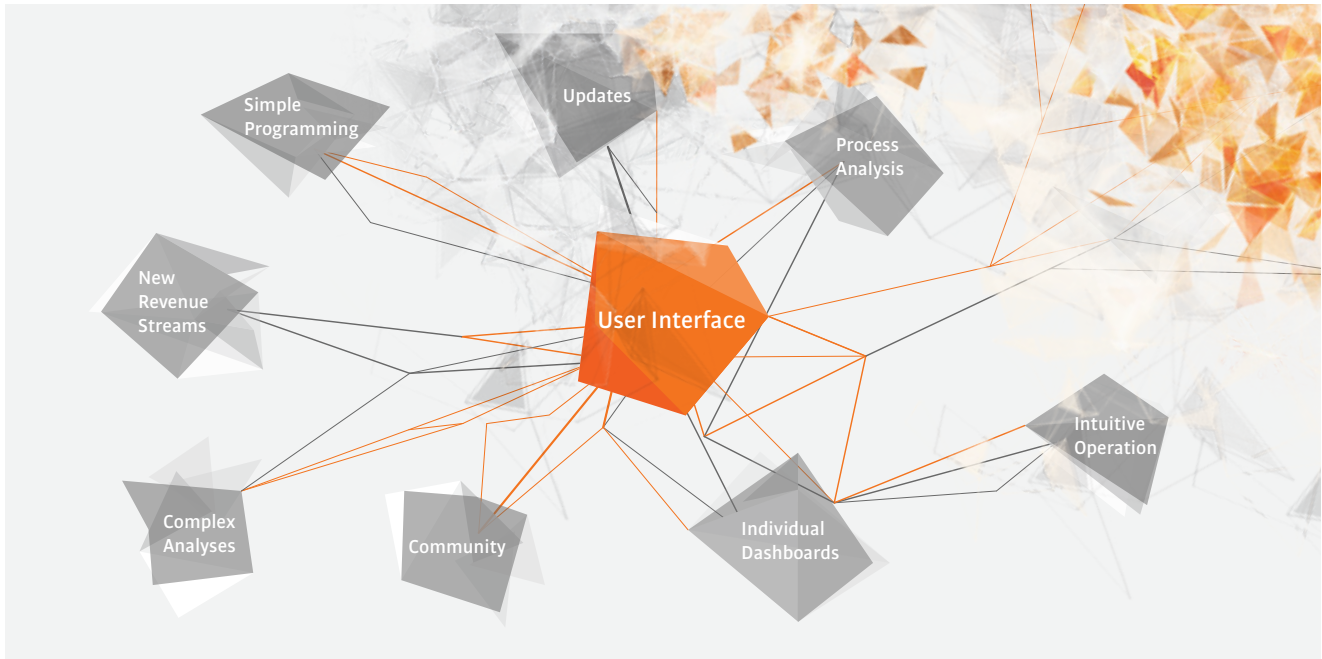 Simple
Programming
Updates
Process
Analysis
New
Revenue
Streams
User Interface
Intuitive
Operation
Complex
Analyses
Community
Individual
Dashboards